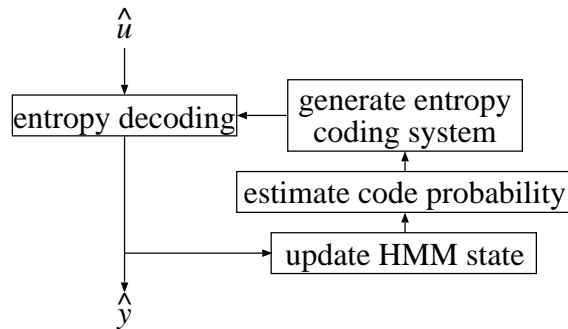 û
entropy decoding
generate entropy
coding system
estimate code probability
update HMM state
ŷ